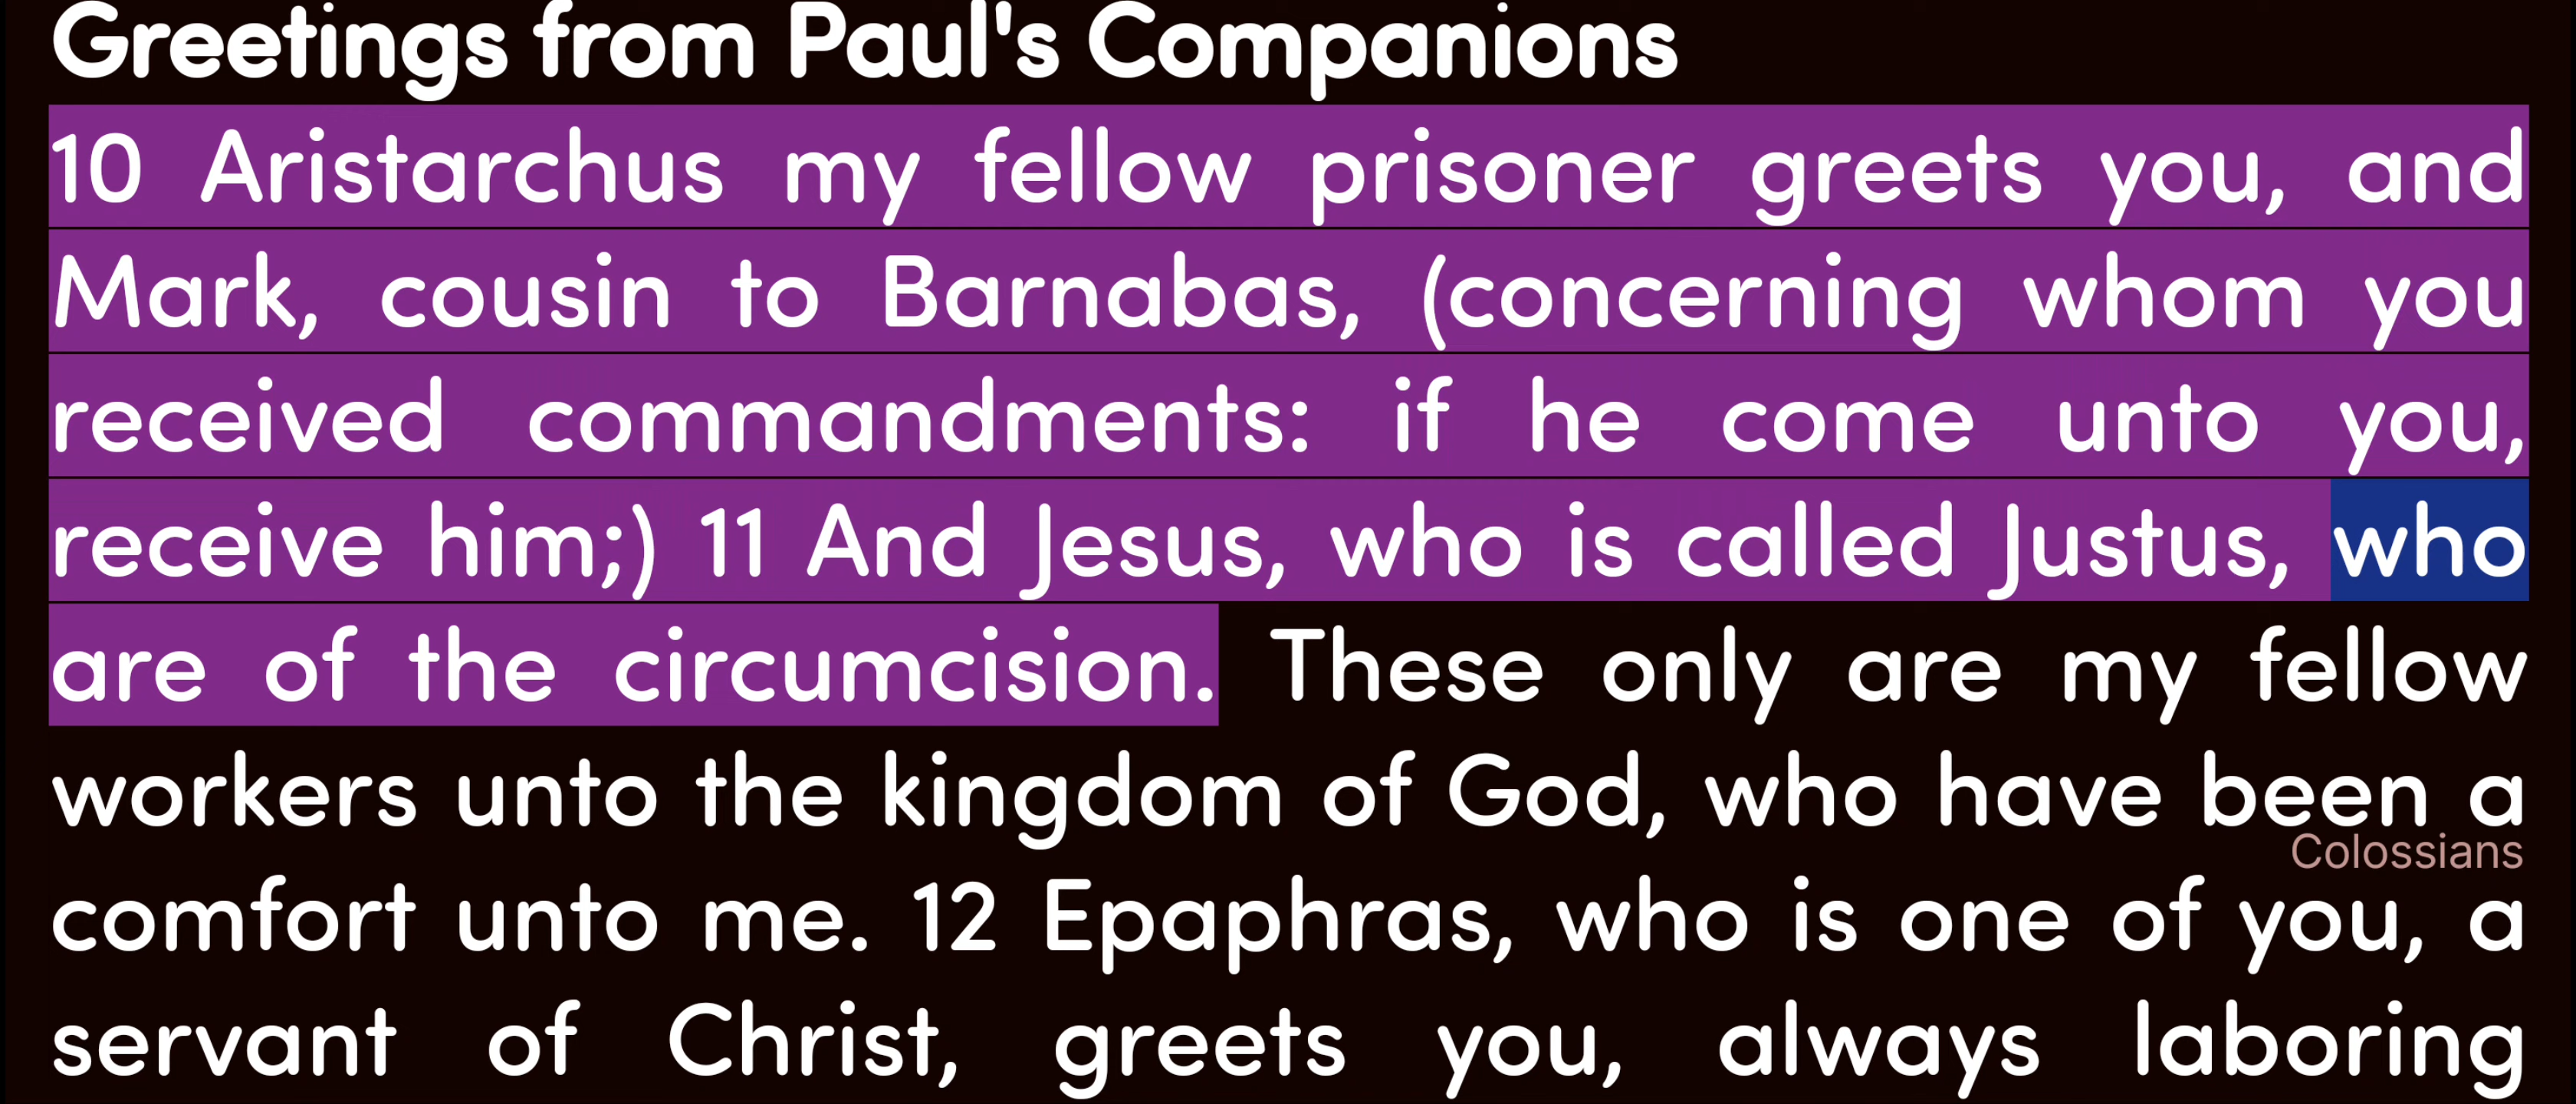 Greetings from Paul's Companions
10 Aristarchus my fellow prisoner greets you, and
Mark, cousin to Barnabas, (concerning whom you
received commandments: if he come unto you,
receive him;) 11 And Jesus, who is called Justus, who
are of the circumcision. These only are my fellow
workers unto the kingdom of God, who have been a
Colossians
comfort unto me. 12 Epaphras, who is one of you, a
servant of Christ, greets you, always laboring